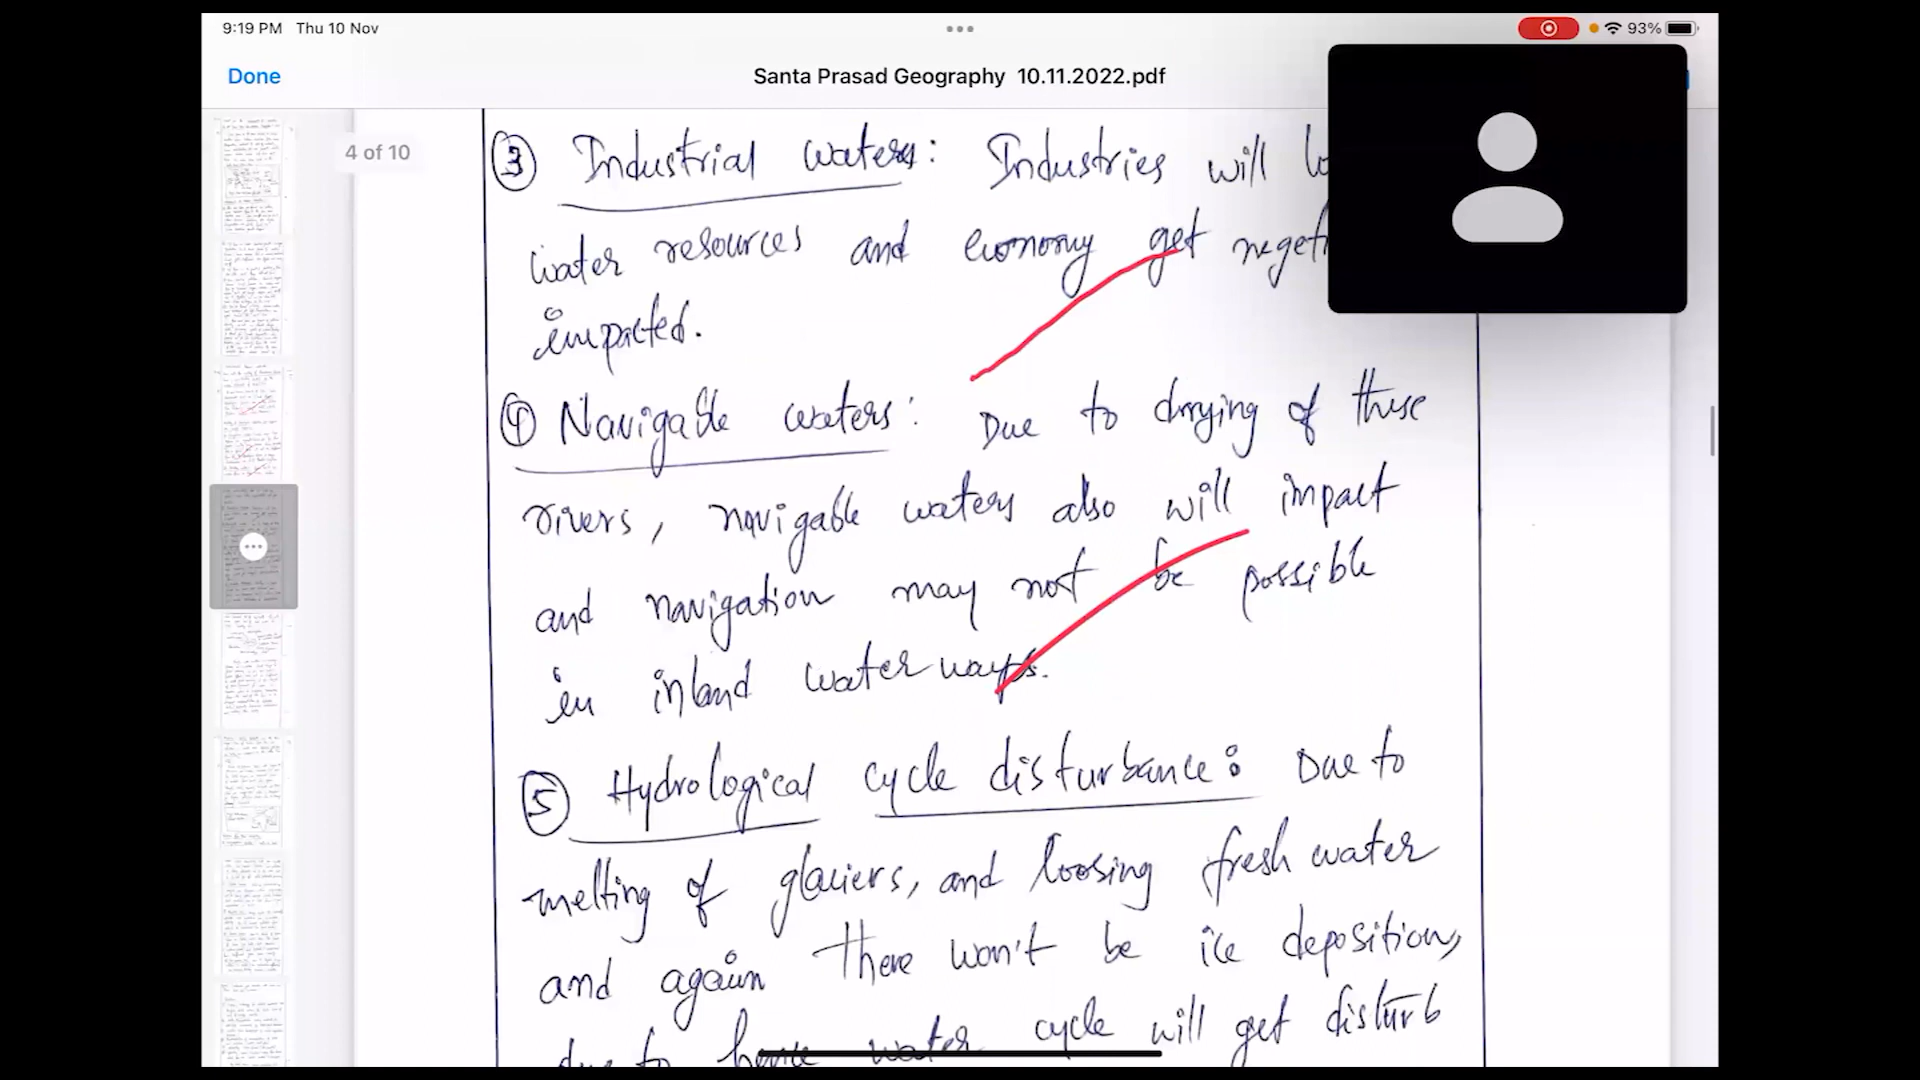 9:19 PM Thu 10 Nov
93%
Done
Santa Prasad Geography 10.11.2022.pdf
4 of 10
③ Industrial waters: Industries will
water resources and economy get
impacted.
④ Navigable waters: Due to drying of these
rivers, navigable waters also will impact
and navigation may not be possible
in inland water ways.
⑤ Hydrological cycle disturbance: Due to
melting of glaciers, and loosing fresh water
and again there won't be ice deposition,
due to hence water cycle will get disturb